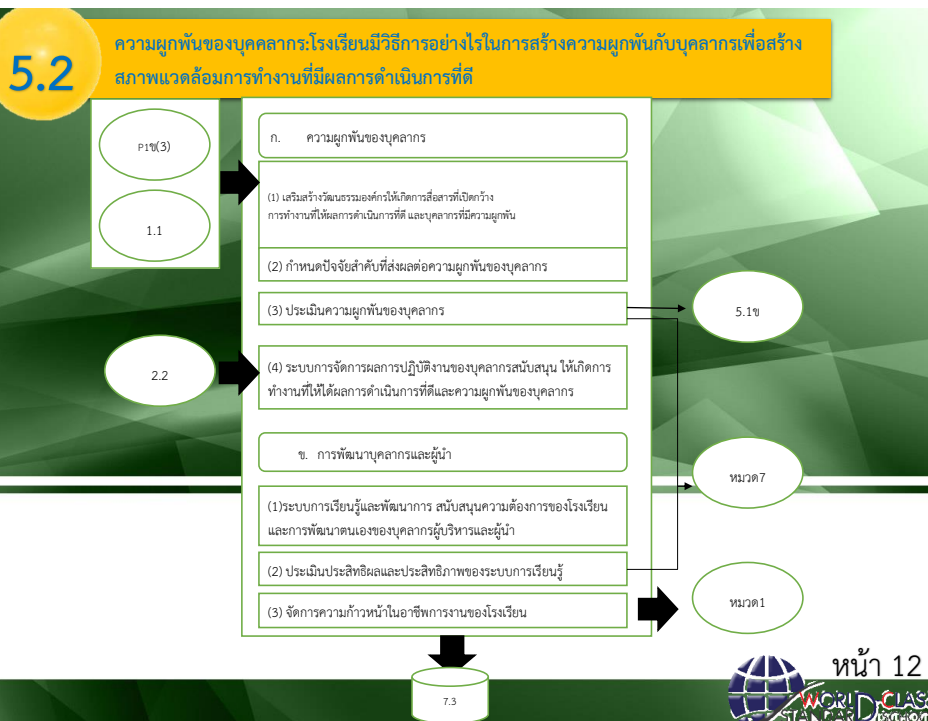 5.2
ความผูกพันของบุคคลากร:โรงเรียนมีวิธีการอย่างไรในการสร้างความผูกพันกับบุคลากรเพื่อสร้าง
สภาพแวดล้อมการทำงานที่มีผลการดำเนินการที่ดี
P1ข(3)
1.1
2.2
ก. ความผูกพันของบุคลากร
(1) เสริมสร้างวัฒนธรรมองค์กรให้เกิดการสื่อสารที่เปิดกว้าง
การทำงานที่ให้ผลการดำเนินการที่ดี และบุคลากรที่มีความผูกพัน
(2) กำหนดปัจจัยสำคัญที่ส่งผลต่อความผูกพันของบุคลากร
(3) ประเมินความผูกพันของบุคลากร
(4) ระบบการจัดการผลการปฏิบัติงานของบุคลากรสนับสนุน ให้เกิดการ
ทำงานที่ให้ได้ผลการดำเนินการที่ดีและความผูกพันของบุคลากร
ข. การพัฒนาบุคลากรและผู้นำ
(1)ระบบการเรียนรู้และพัฒนาการ สนับสนุนความต้องการของโรงเรียน
และการพัฒนาตนเองของบุคลากรผู้บริหารและผู้นำ
(2) ประเมินประสิทธิผลและประสิทธิภาพของระบบการเรียนรู้
(3) จัดการความก้าวหน้าในอาชีพการงานของโรงเรียน
5.1ข
หมวด7
หมวด1
7.3
หน้า 12
WORLD CLAS